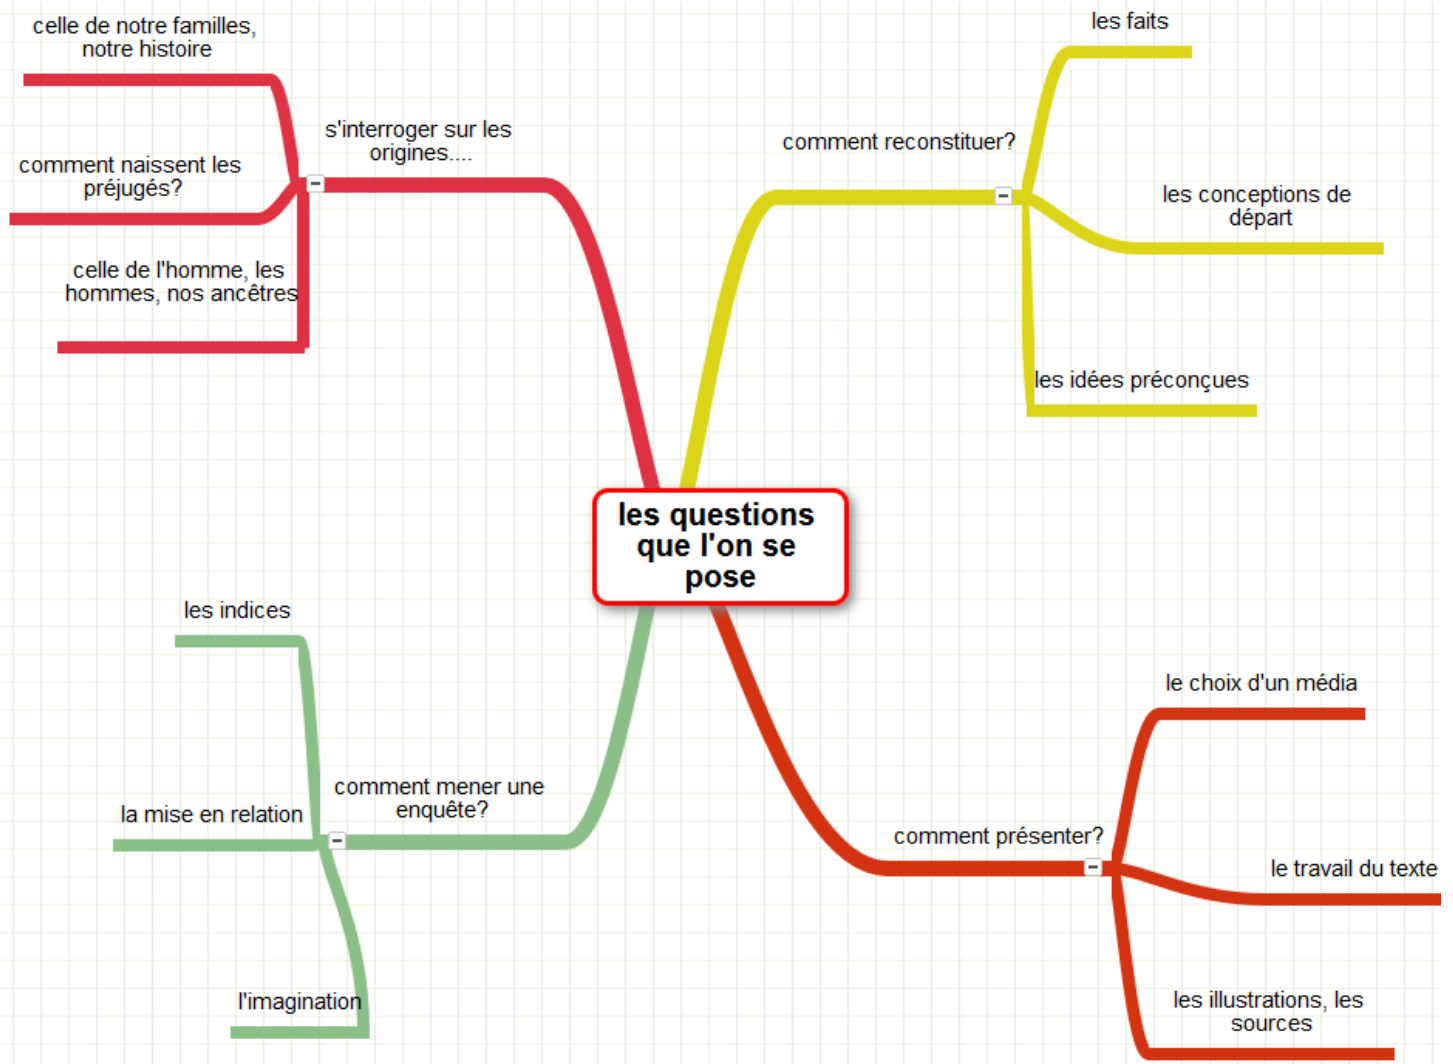 celle de notre familles,
notre histoire
comment naissent les
préjugés?
celle de l'homme, les
hommes, nos ancêtres
s'interroger sur les
origines....
comment reconstituer?
les faits
les conceptions de
départ
les idées préconçues
les questions
que l'on se
pose
les indices
la mise en relation
l'imagination
comment mener une
enquête?
comment présenter?
le choix d'un média
le travail du texte
les illustrations, les
sources